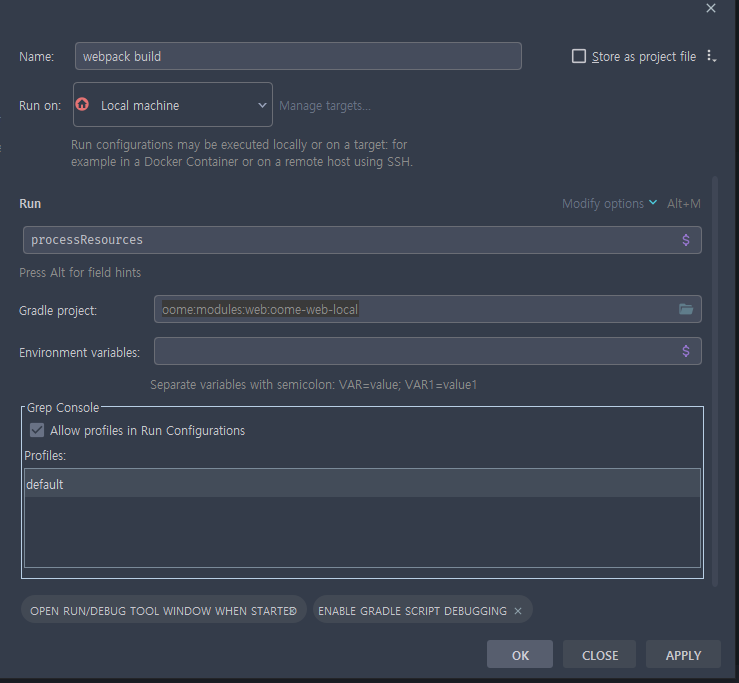 Name: webpack build Store as project file
Run on: Local machine Manage targets...
Run configurations may be executed locally or on a target: for
example in a Docker Container or on a remote host using SSH.
Run Modify options Alt+M
processResources $
Press Alt for field hints
Gradle project: oome:modules:web:oome-web-local
Environment variables: $
Separate variables with semicolon: VAR=value; VAR1=value1
Grep Console
Allow profiles in Run Configurations
Profiles:
default
OPEN RUN/DEBUG TOOL WINDOW WHEN STARTED ENABLE GRADLE SCRIPT DEBUGGING ×
OK CLOSE APPLY